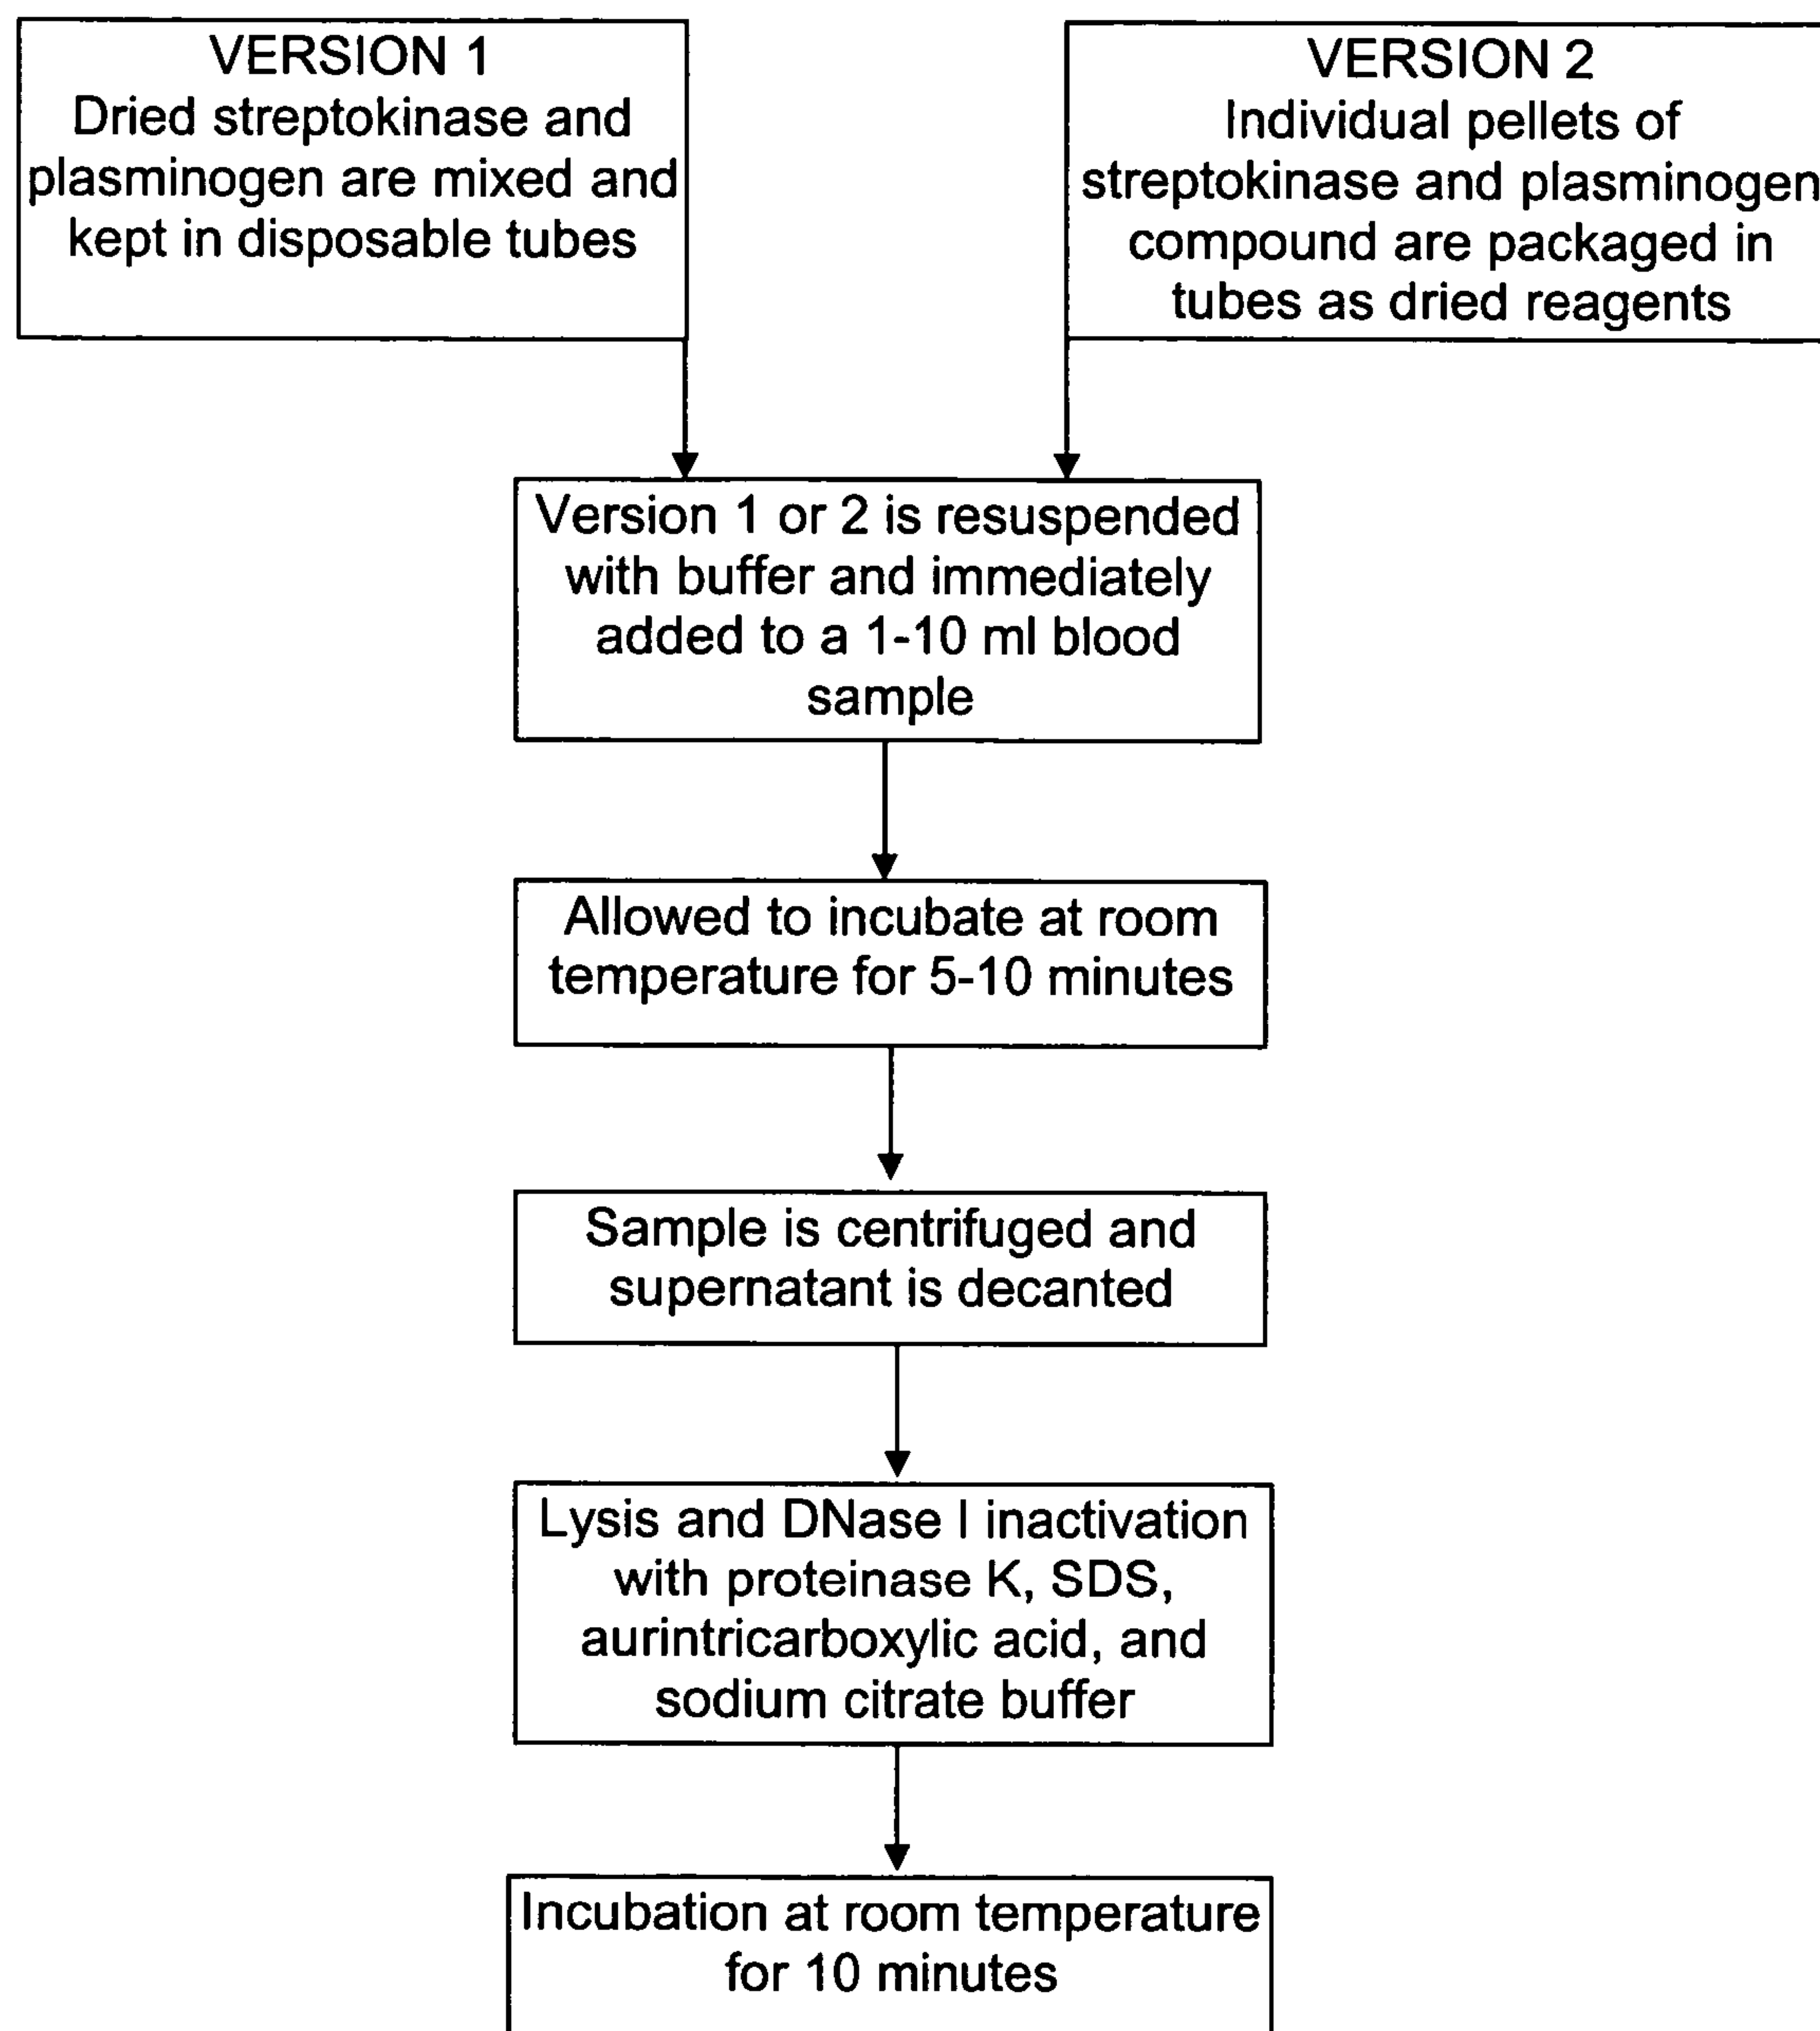 VERSION 1
Dried streptokinase and
plasminogen are mixed and
kept in disposable tubes
VERSION 2
Individual pellets of
streptokinase and plasminogen
compound are packaged in
tubes as dried reagents
Version 1 or 2 is resuspended
with buffer and immediately
added to a 1-10 ml blood
sample
Allowed to incubate at room
temperature for 5-10 minutes
Sample is centrifuged and
supernatant is decanted
Lysis and DNase I inactivation
with proteinase K, SDS,
aurintricarboxylic acid, and
sodium citrate buffer
Incubation at room temperature
for 10 minutes